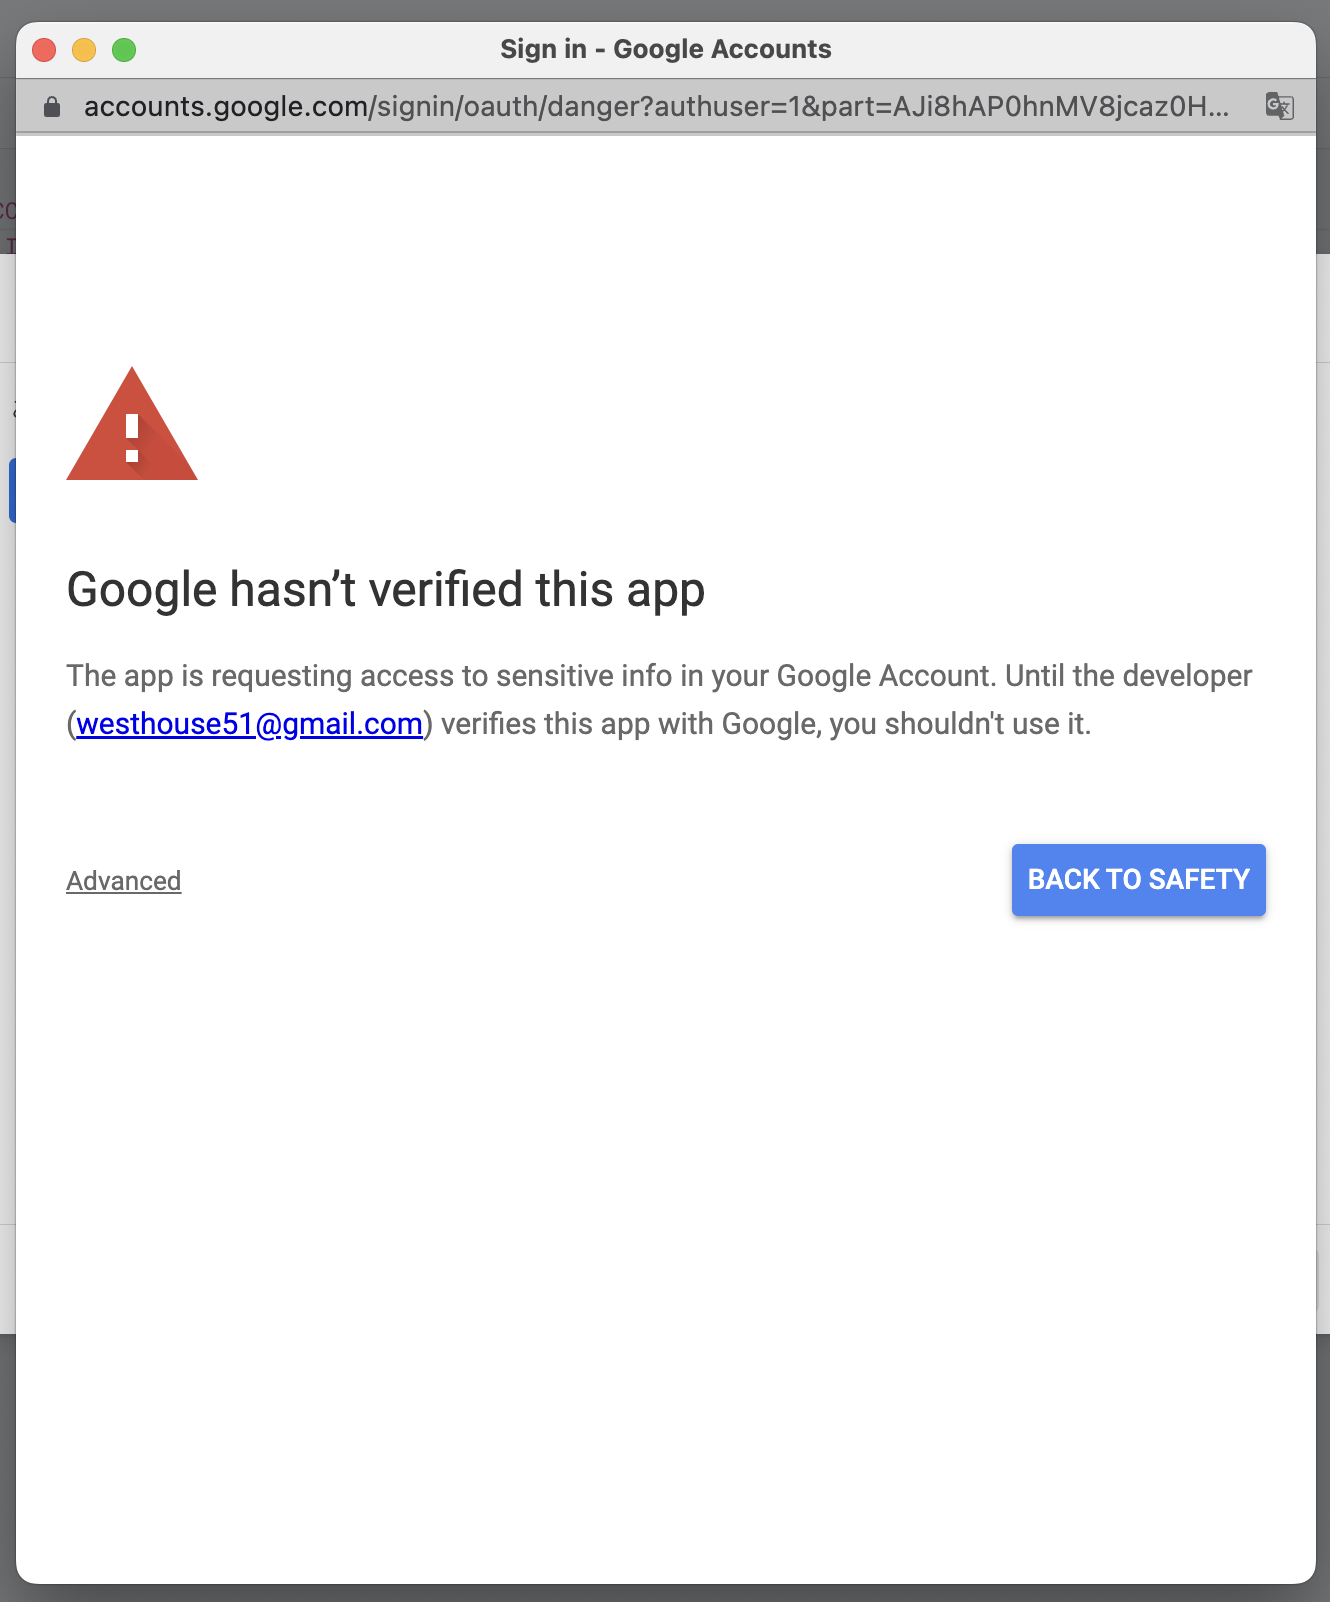 Sign in - Google Accounts
accounts.google.com/signin/oauth/danger?authuser=1&part=AJi8hAP0hnMV8jcaz0H...
Google hasn’t verified this app
The app is requesting access to sensitive info in your Google Account. Until the developer
(westhouse51@gmail.com) verifies this app with Google, you shouldn't use it.
Advanced
BACK TO SAFETY